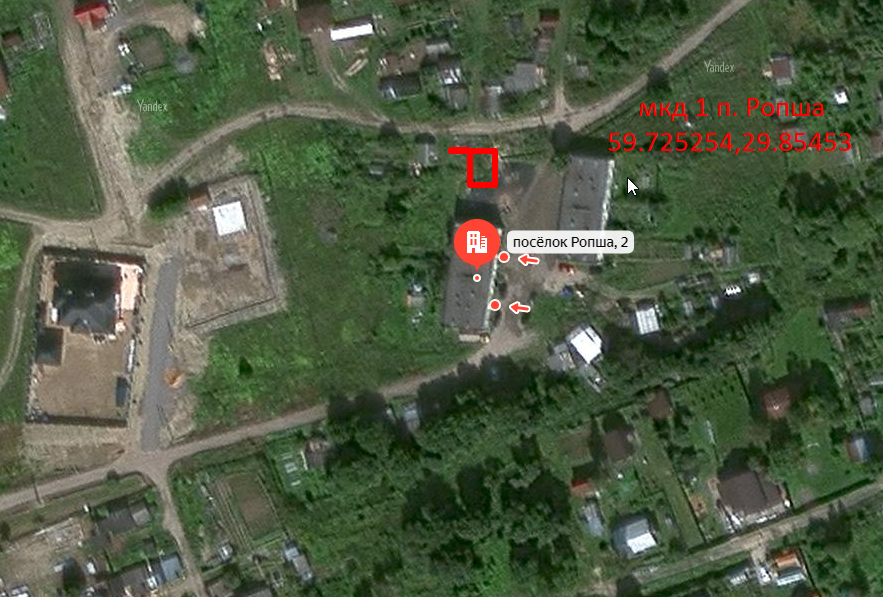 Yandex
Yandex
мкд 1 п. Ропша
59.725254,29.85453
посёлок Ропша, 2